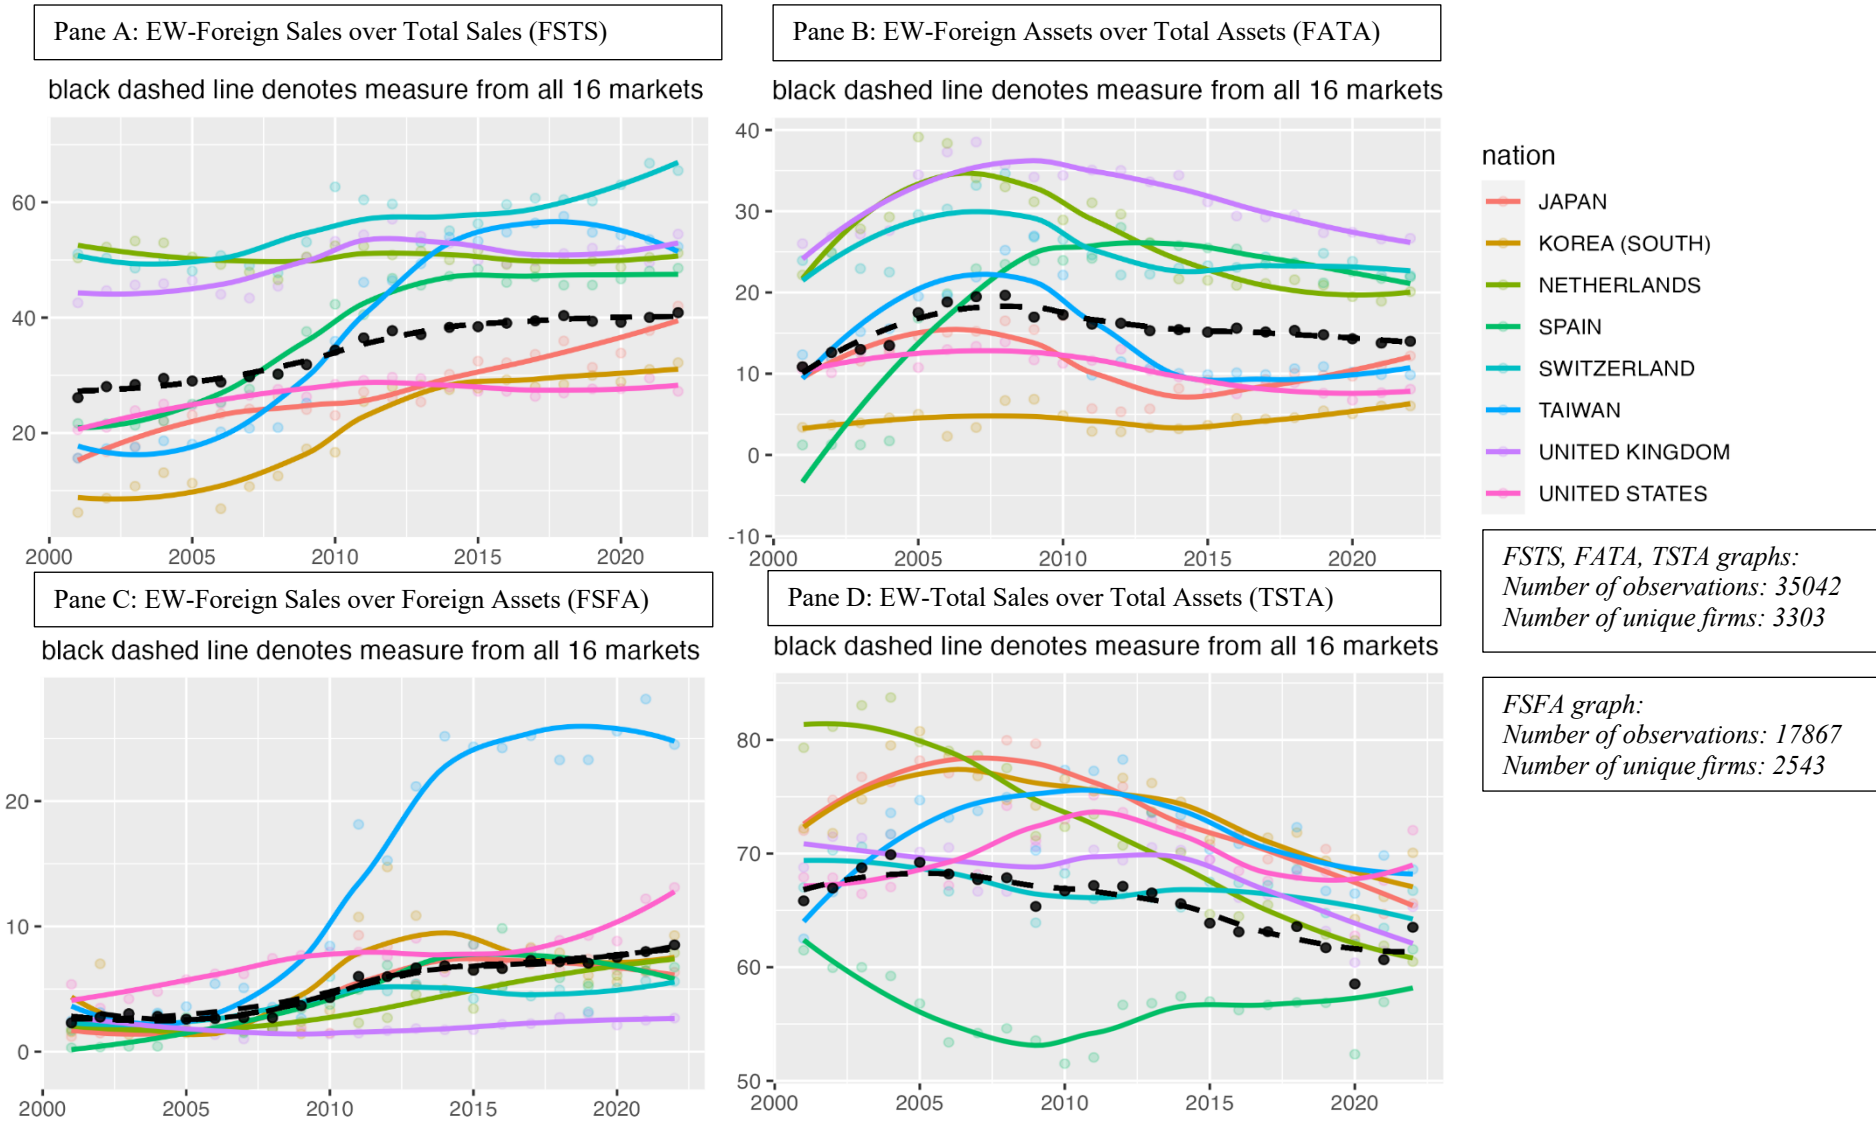 Pane A: EW-Foreign Sales over Total Sales (FSTS)
black dashed line denotes measure from all 16 markets
60
40
20
2000 2005 2010 2015 2020
Pane B: EW-Foreign Assets over Total Assets (FATA)
black dashed line denotes measure from all 16 markets
40
30
20
10
0
-10
2000 2005 2010 2015 2020
nation
JAPAN
KOREA (SOUTH)
NETHERLANDS
SPAIN
SWITZERLAND
TAIWAN
UNITED KINGDOM
UNITED STATES
FSTS, FATA, TSTA graphs:
Number of observations: 35042
Number of unique firms: 3303
Pane C: EW-Foreign Sales over Foreign Assets (FSFA)
black dashed line denotes measure from all 16 markets
20
10
0
2000 2005 2010 2015 2020
Pane D: EW-Total Sales over Total Assets (TSTA)
black dashed line denotes measure from all 16 markets
80
70
60
50
2000 2005 2010 2015 2020
FSFA graph:
Number of observations: 17867
Number of unique firms: 2543